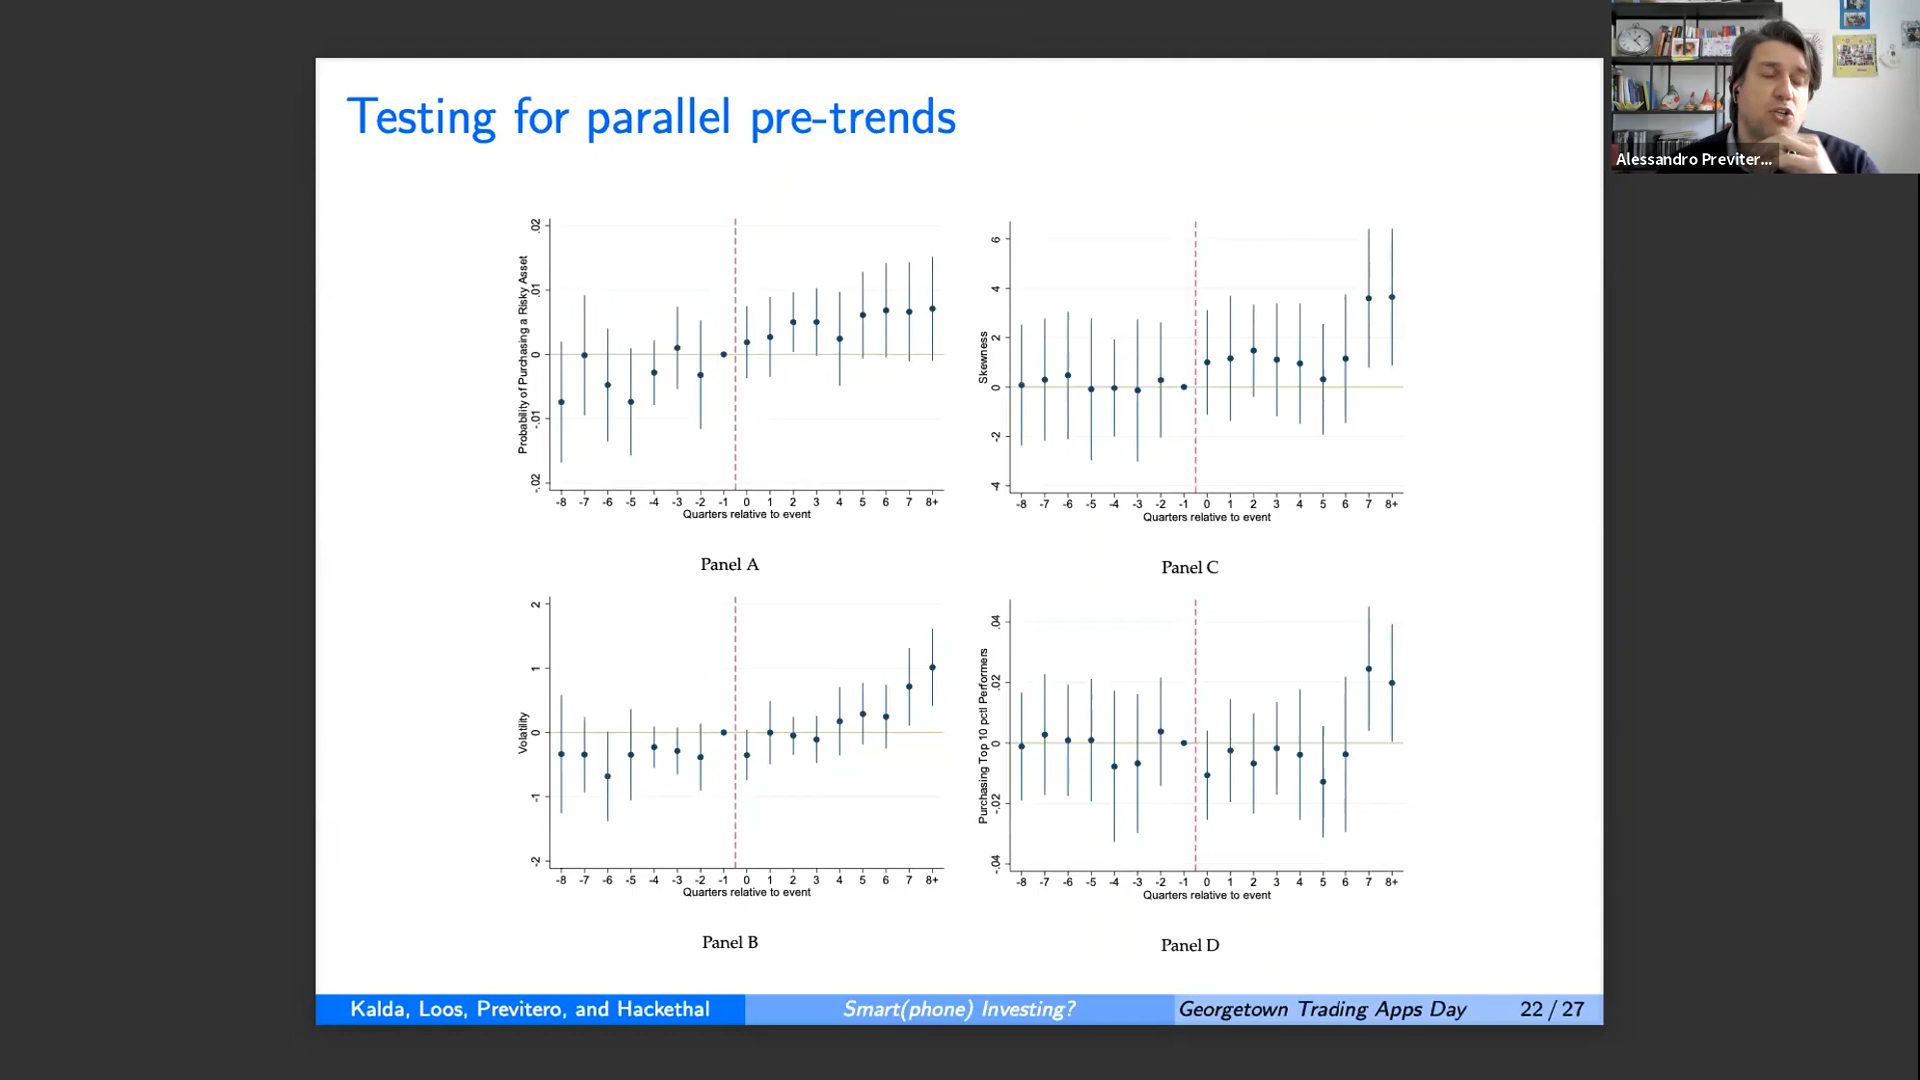 Testing for parallel pre-trends
Alessandro Previter...
Probability of Purchasing a Risky Asset
.02
.01
0
-.01
-.02
-8 -7 -6 -5 -4 -3 -2 -1 0 1 2 3 4 5 6 7 8+
Quarters relative to event
Panel A
Skewness
6
4
2
0
-2
-4
-8 -7 -6 -5 -4 -3 -2 -1 0 1 2 3 4 5 6 7 8+
Quarters relative to event
Panel C
Volatility
2
1
0
-1
-2
-8 -7 -6 -5 -4 -3 -2 -1 0 1 2 3 4 5 6 7 8+
Quarters relative to event
Panel B
Purchasing Top 10 pctl Performers
.04
.02
0
-.02
-.04
-8 -7 -6 -5 -4 -3 -2 -1 0 1 2 3 4 5 6 7 8+
Quarters relative to event
Panel D
Kalda, Loos, Previtero, and Hackethal
Smart(phone) Investing?
Georgetown Trading Apps Day
22 / 27